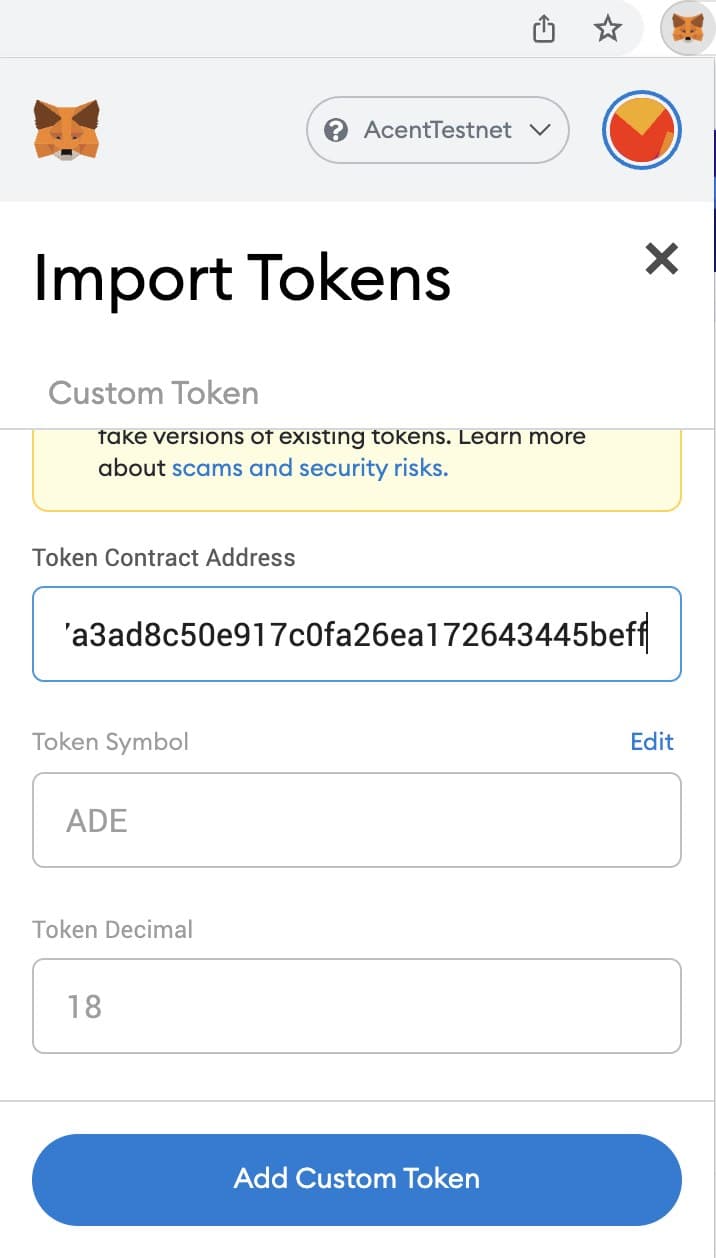 AcentTestnet
Import Tokens
Custom Token
fake versions of existing tokens. Learn more
about scams and security risks.
Token Contract Address
a3ad8c50e917c0fa26ea172643445beff
Token Symbol
Edit
ADE
Token Decimal
18
Add Custom Token